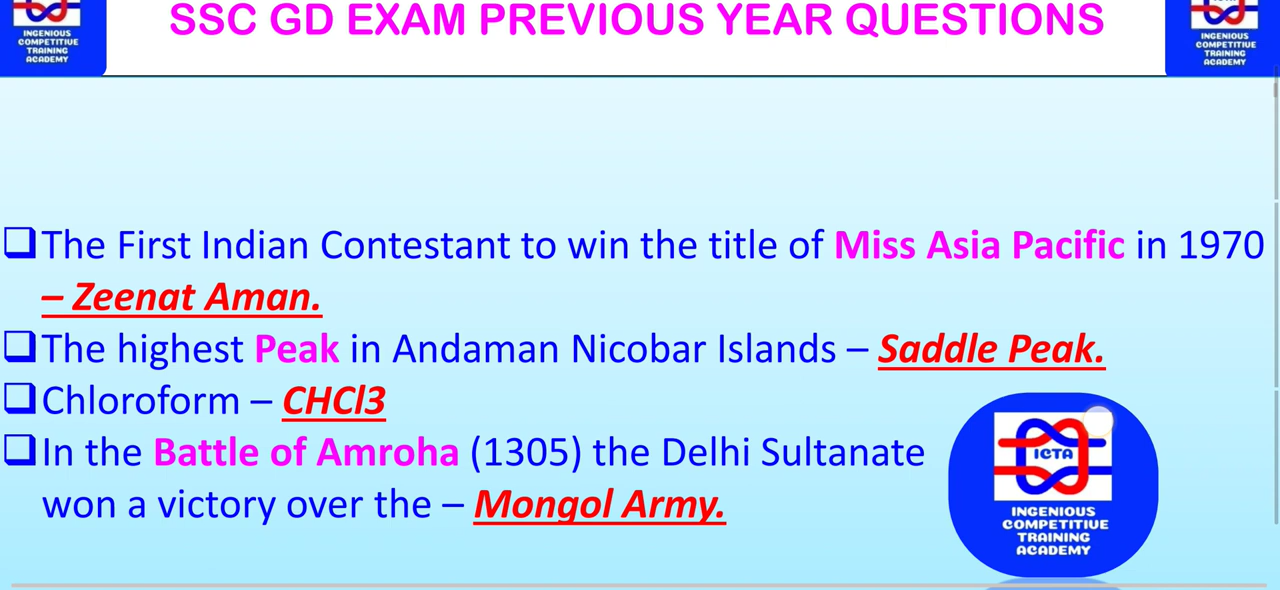 SSC GD EXAM PREVIOUS YEAR QUESTIONS
INGENIOUS
COMPETITIVE
TRAINING
ACADEMY
INGENIOUS
COMPETITIVE
TRAINING
ACADEMY
❑The First Indian Contestant to win the title of Miss Asia Pacific in 1970
– Zeenat Aman.
❑The highest Peak in Andaman Nicobar Islands – Saddle Peak.
❑Chloroform – CHCl3
❑In the Battle of Amroha (1305) the Delhi Sultanate
won a victory over the – Mongol Army.
ICTA
INGENIOUS
COMPETITIVE
TRAINING
ACADEMY